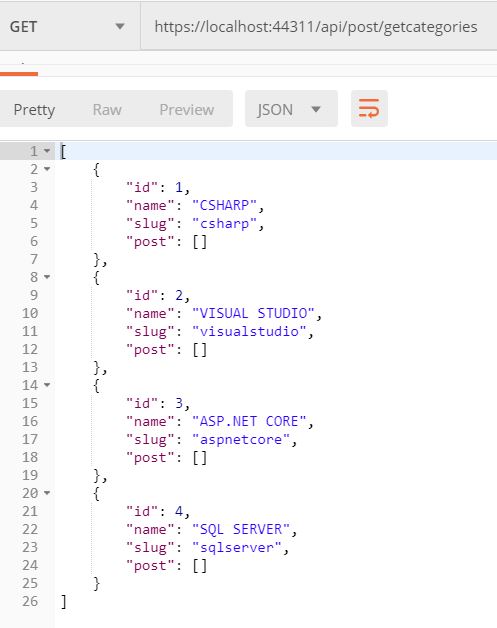 GET https://localhost:44311/api/post/getcategories
Pretty Raw Preview JSON
1 [
2 {
3 "id": 1,
4 "name": "CSHARP",
5 "slug": "csharp",
6 "post": []
7 },
8 {
9 "id": 2,
10 "name": "VISUAL STUDIO",
11 "slug": "visualstudio",
12 "post": []
13 },
14 {
15 "id": 3,
16 "name": "ASP.NET CORE",
17 "slug": "aspnetcore",
18 "post": []
19 },
20 {
21 "id": 4,
22 "name": "SQL SERVER",
23 "slug": "sqlserver",
24 "post": []
25 }
26 ]